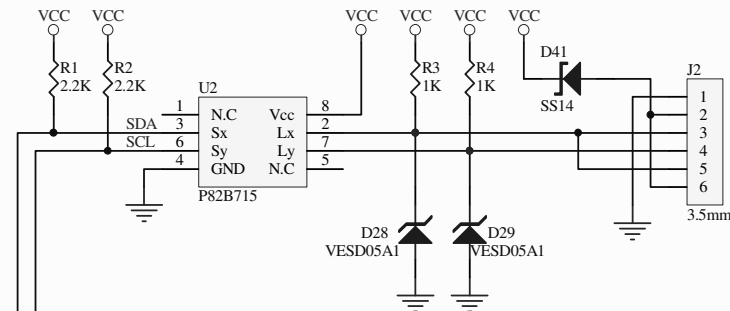 VCC VCC VCC VCC VCC VCC
R1 2.2K
R2 2.2K
R3 1K
R4 1K
D41
SS14
J2
U2
1 N.C Vcc 8
SDA 3 Sx Lx 2
SCL 6 Sy Ly 7
4 GND N.C 5
P82B715
1
2
3
4
5
6
3.5mm
D28
VESD05A1
D29
VESD05A1